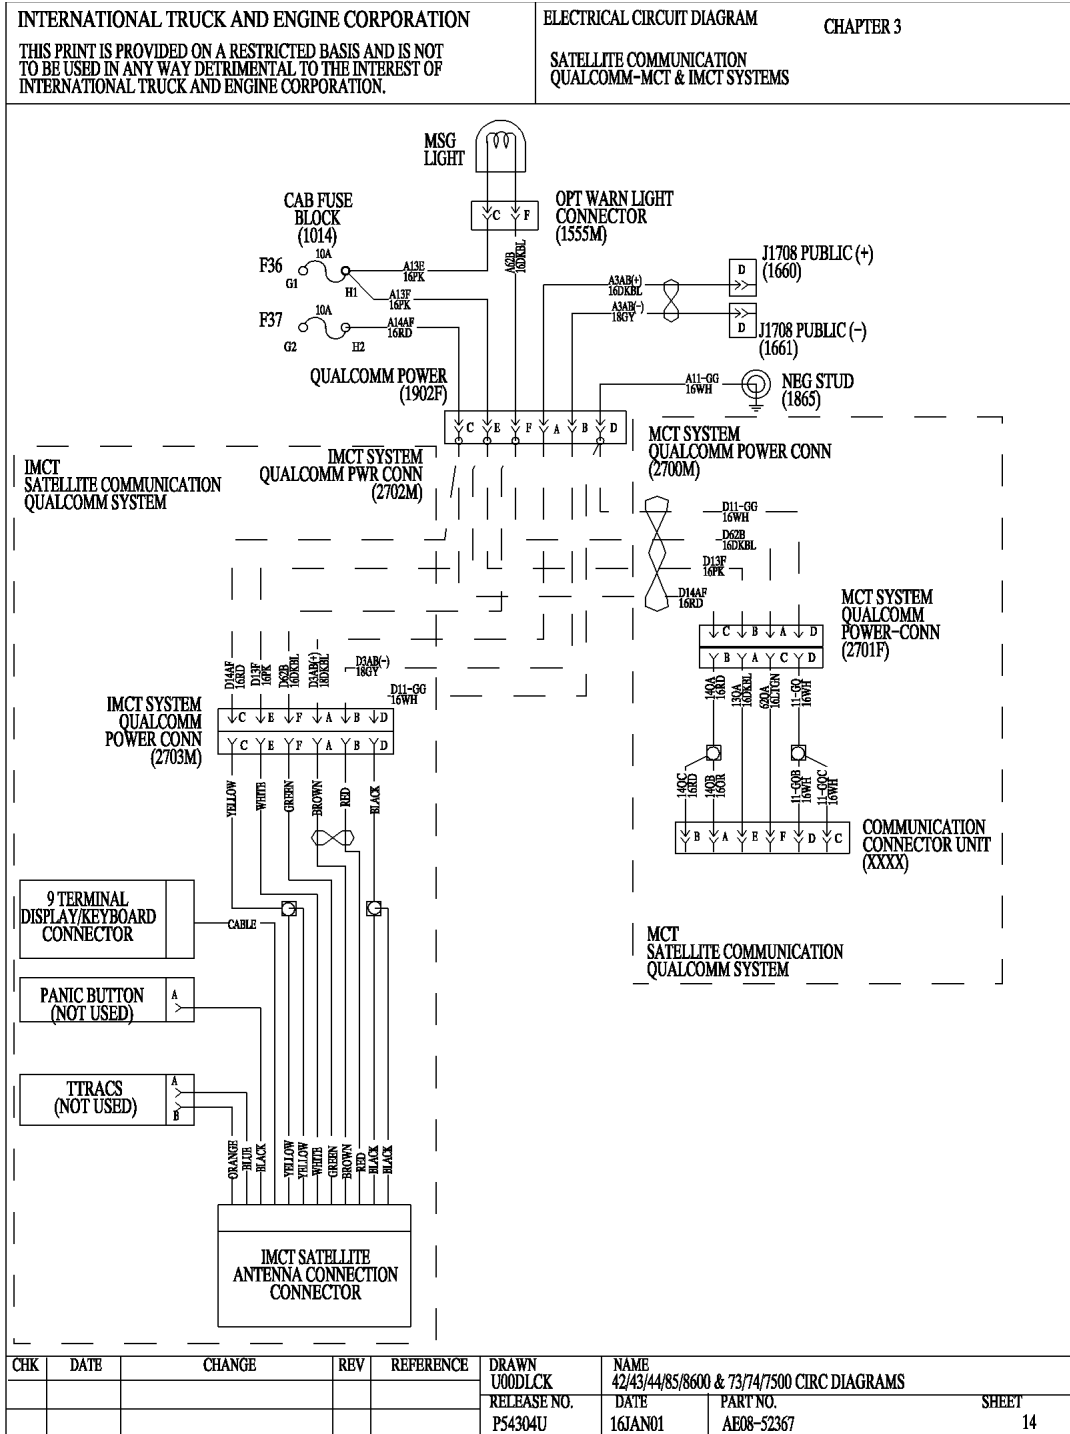 INTERNATIONAL TRUCK AND ENGINE CORPORATION
THIS PRINT IS PROVIDED ON A RESTRICTED BASIS AND IS NOT
TO BE USED IN ANY WAY DETRIMENTAL TO THE INTEREST OF
INTERNATIONAL TRUCK AND ENGINE CORPORATION.
ELECTRICAL CIRCUIT DIAGRAM
CHAPTER 3
SATELLITE COMMUNICATION
QUALCOMM-MCT & IMCT SYSTEMS
MSG
LIGHT
C F
OPT WARN LIGHT
CONNECTOR
(1555M)
CAB FUSE
BLOCK
(1014)
F36
10A
G1
H1
F37
10A
G2
H2
A13E
16PK
A13F
16PK
A14AF
16RD
A62B
16DKBL
A3AB(+)
16DKBL
A3AB(-)
18GY
D
J1708 PUBLIC (+)
(1660)
D
J1708 PUBLIC (-)
(1661)
A11-GG
16WH
NEG STUD
(1865)
QUALCOMM POWER
(1902F)
C E F A B D
IMCT
SATELLITE COMMUNICATION
QUALCOMM SYSTEM
IMCT SYSTEM
QUALCOMM PWR CONN
(2702M)
MCT SYSTEM
QUALCOMM POWER CONN
(2700M)
D11-GG
16WH
D62B
16DKBL
D13F
16PK
D14AF
16RD
MCT SYSTEM
QUALCOMM
POWER-CONN
(2701F)
C B A D
B A C D
14QA
16RD
13QA
16DKBL
62QA
16LTGN
11-GQ
16WH
14QC
16RD
14QB
16OR
11-GQB
16WH
11-GQC
16WH
B A E F D C
COMMUNICATION
CONNECTOR UNIT
(XXXX)
MCT
SATELLITE COMMUNICATION
QUALCOMM SYSTEM
D14AF
16RD
D13F
16PK
D62B
16DKBL
D3AB(+)
18DKBL
D3AB(-)
18GY
D11-GG
16WH
IMCT SYSTEM
QUALCOMM
POWER CONN
(2703M)
C E F A B D
C E F A B D
YELLOW
WHITE
GREEN
BROWN
RED
BLACK
9 TERMINAL
DISPLAY/KEYBOARD
CONNECTOR
CABLE
PANIC BUTTON
(NOT USED)
A
TTRACS
(NOT USED)
A
B
ORANGE
BLUE
BLACK
YELLOW
YELLOW
WHITE
GREEN
BROWN
RED
BLACK
BLACK
IMCT SATELLITE
ANTENNA CONNECTION
CONNECTOR
CHK DATE CHANGE REV REFERENCE
DRAWN
U00DLCK
NAME
42/43/44/85/8600 & 73/74/7500 CIRC DIAGRAMS
RELEASE NO.
P54304U
DATE
16JAN01
PART NO.
AE08-52367
SHEET
14